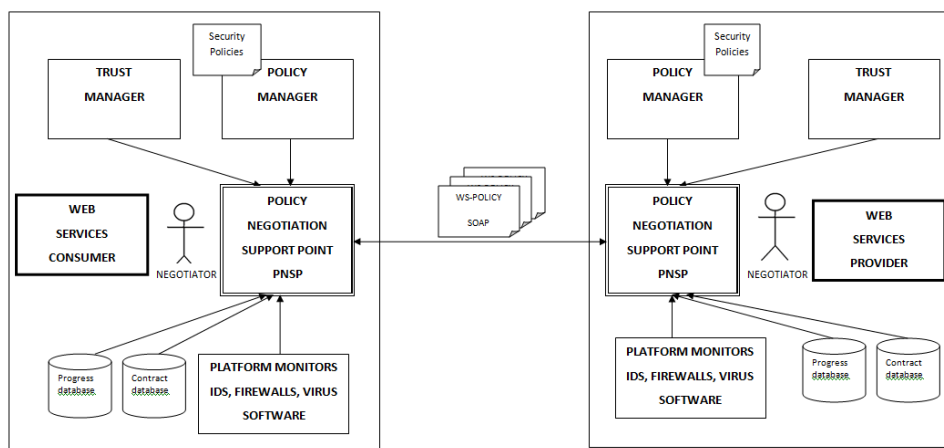 Security
Policies
TRUST
MANAGER
POLICY
MANAGER
POLICY
NEGOTIATION
SUPPORT POINT
PNSP
WEB
SERVICES
CONSUMER
NEGOTIATOR
Progress
database
Contract
database
PLATFORM MONITORS
IDS, FIREWALLS, VIRUS
SOFTWARE
WS-POLICY
SOAP
Security
Policies
POLICY
MANAGER
TRUST
MANAGER
POLICY
NEGOTIATION
SUPPORT POINT
PNSP
NEGOTIATOR
WEB
SERVICES
PROVIDER
PLATFORM MONITORS
IDS, FIREWALLS, VIRUS
SOFTWARE
Progress
database
Contract
database